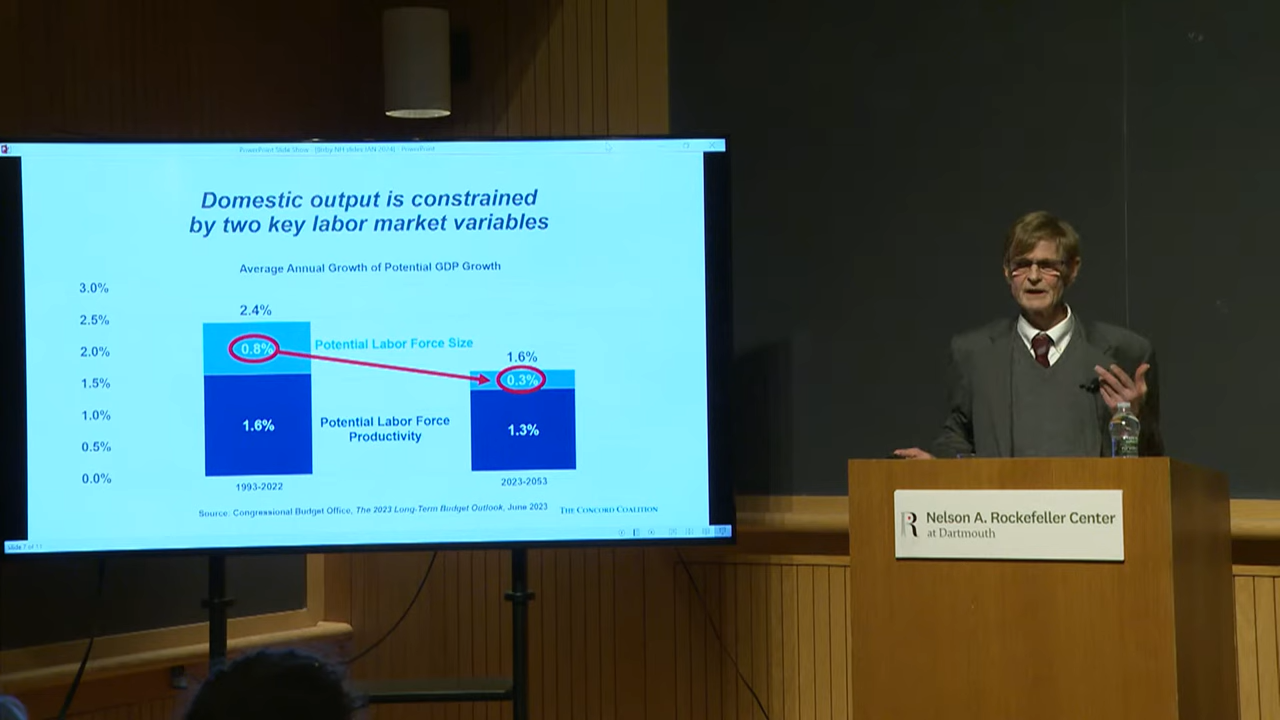 PowerPoint Slide Show - [Bixby NH slides JAN 2024] - PowerPoint
Domestic output is constrained
by two key labor market variables
Average Annual Growth of Potential GDP Growth
3.0%
2.5%
2.0%
1.5%
1.0%
0.5%
0.0%
2.4%
0.8%
1.6%
1993-2022
Potential Labor Force Size
Potential Labor Force
Productivity
1.6%
0.3%
1.3%
2023-2053
Source: Congressional Budget Office, The 2023 Long-Term Budget Outlook, June 2023
THE CONCORD COALITION
Slide 7 of 11
R
Nelson A. Rockefeller Center
at Dartmouth